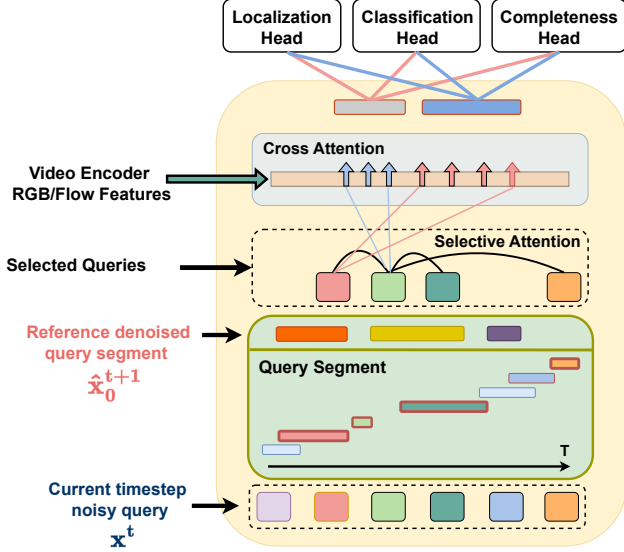 Localization
Head
Classification
Head
Completeness
Head
Cross Attention
Video Encoder
RGB/Flow Features
Selective Attention
Selected Queries
Reference denoised
query segment
x̂₀ᵗ⁺¹
Query Segment
T
Current timestep
noisy query
xᵗ